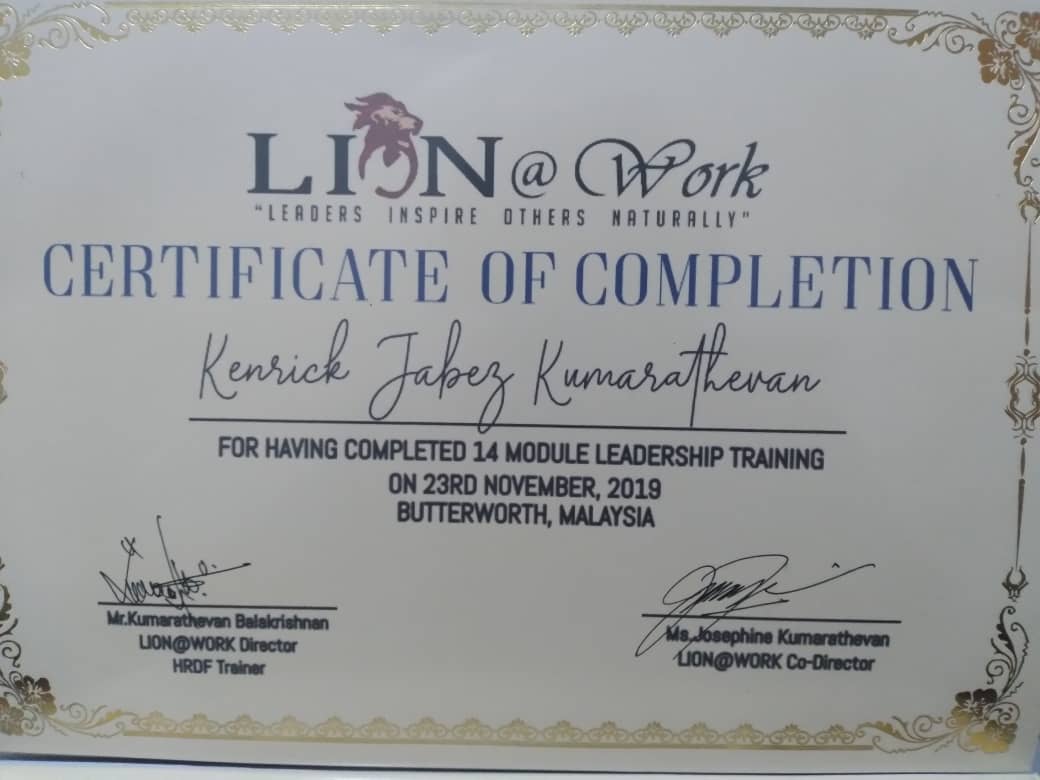 LION @ Work
"LEADERS INSPIRE OTHERS NATURALLY"
CERTIFICATE OF COMPLETION
Kenrick Jabez Kumarathevan
FOR HAVING COMPLETED 14 MODULE LEADERSHIP TRAINING
ON 23RD NOVEMBER, 2019
BUTTERWORTH, MALAYSIA
Mr.Kumarathevan Balakrishnan
LION@WORK Director
HRDF Trainer
Ms.Josephine Kumarathevan
LION@WORK Co-Director